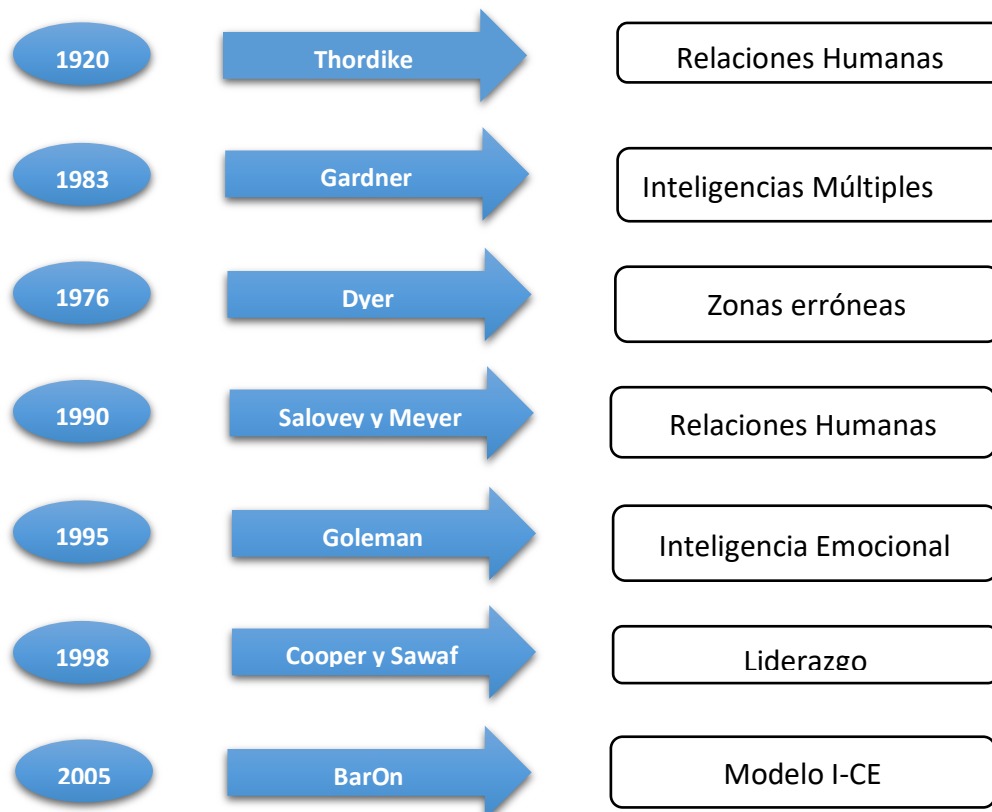 1920
Thordike
Relaciones Humanas
1983
Gardner
Inteligencias Múltiples
1976
Dyer
Zonas erróneas
1990
Salovey y Meyer
Relaciones Humanas
1995
Goleman
Inteligencia Emocional
1998
Cooper y Sawaf
Liderazgo
2005
BarOn
Modelo I-CE